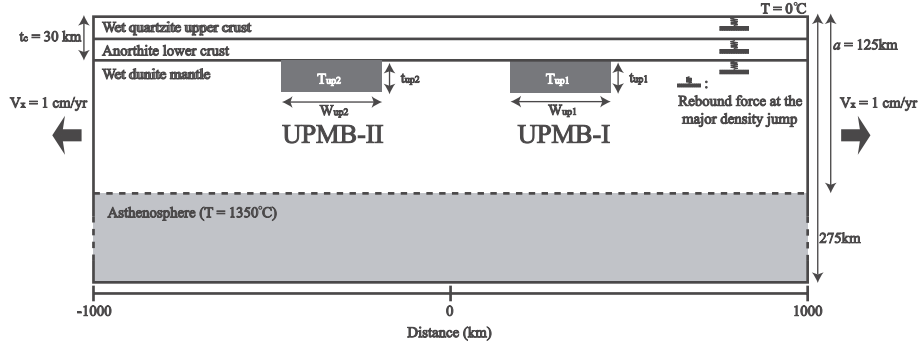 T = 0°C
Wet quartzite upper crust
tc = 30 km
Anorthite lower crust
a = 125km
Wet dunite mantle
Tup2
tup2
Tup1
tup1
:
Vx = 1 cm/yr
Wup2
Wup1
Rebound force at the
major density jump
Vx = 1 cm/yr
UPMB-II
UPMB-I
Asthenosphere (T = 1350°C)
275km
-1000
0
1000
Distance (km)